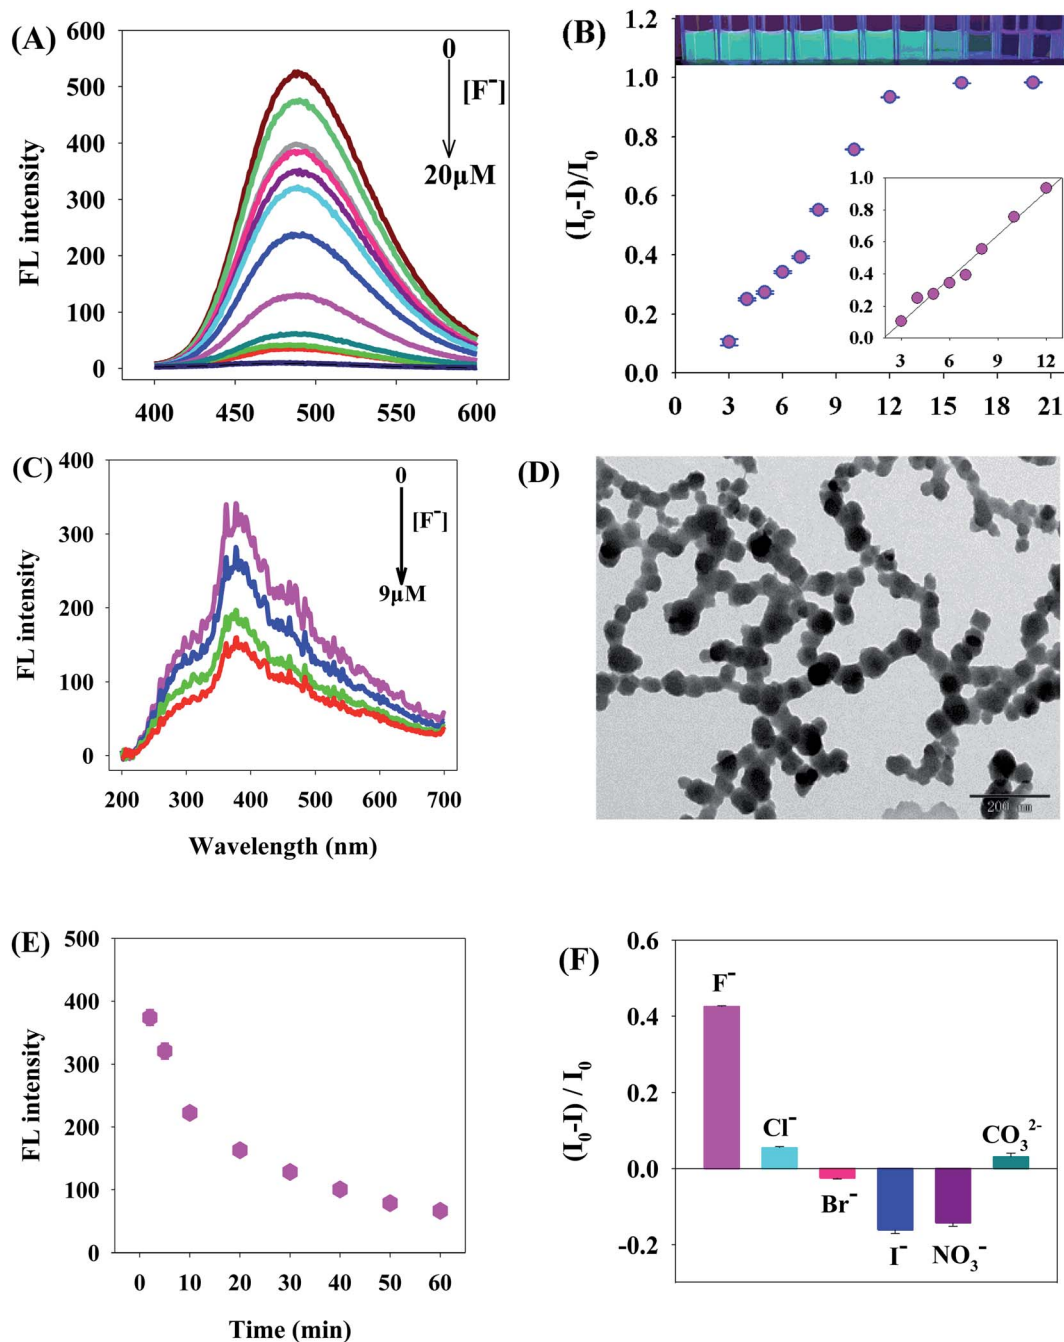 (A)
600
500
400
300
200
100
0
FL intensity
0
[F⁻]
20µM
400 450 500 550 600
(B)
1.2
1.0
0.8
0.6
0.4
0.2
0.0
(I₀-I)/I₀
0 3 6 9 12 15 18 21
1.0
0.8
0.6
0.4
0.2
0.0
3 6 9 12
(C)
400
300
200
100
0
FL intensity
0
[F⁻]
9µM
200 300 400 500 600 700
Wavelength (nm)
(D)
200 nm
(E)
500
400
300
200
100
0
FL intensity
0 10 20 30 40 50 60
Time (min)
(F)
0.6
0.4
0.2
0.0
-0.2
(I₀-I) / I₀
F⁻
Cl⁻
Br⁻
I⁻
NO₃⁻
CO₃²⁻